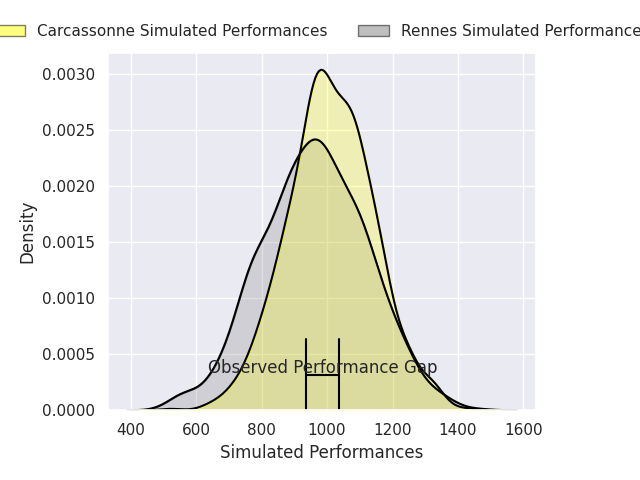 Carcassonne Simulated Performances
Rennes Simulated Performance
0.0030
0.0025
0.0020
0.0015
0.0010
0.0005
0.0000
Density
Observed Performance Gap
400 600 800 1000 1200 1400 1600
Simulated Performances